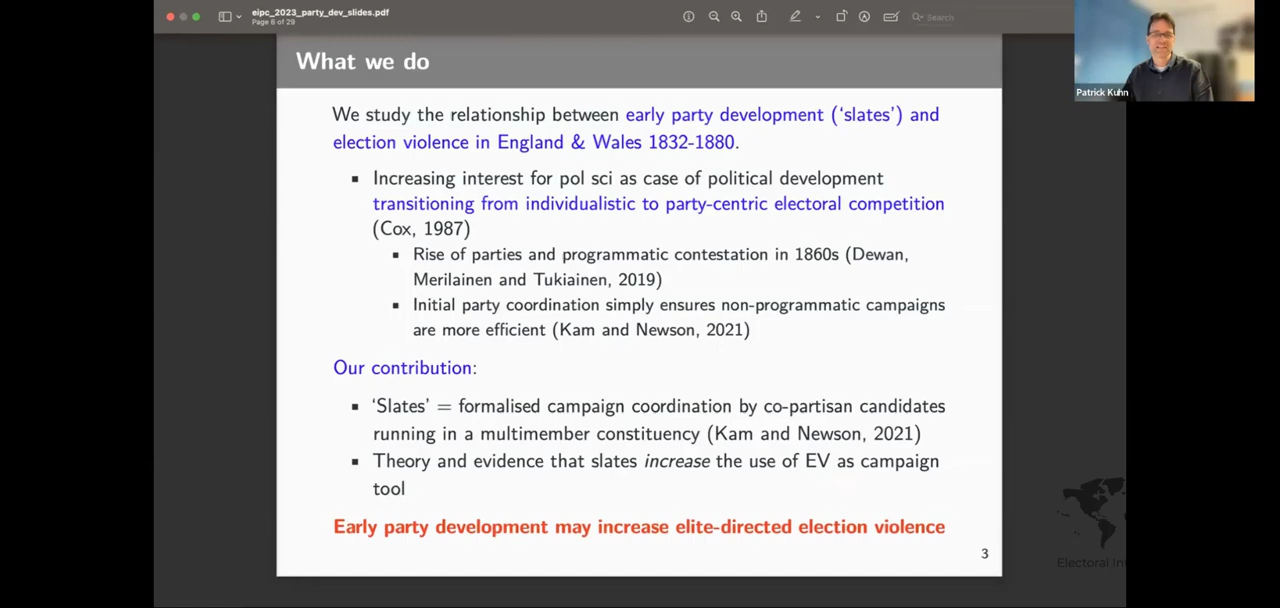 eipc_2023_party_dev_slides.pdf
Page 6 of 29
Search
What we do
We study the relationship between early party development (‘slates’) and
election violence in England & Wales 1832-1880.
▪ Increasing interest for pol sci as case of political development
transitioning from individualistic to party-centric electoral competition
(Cox, 1987)
▪ Rise of parties and programmatic contestation in 1860s (Dewan,
Merilainen and Tukiainen, 2019)
▪ Initial party coordination simply ensures non-programmatic campaigns
are more efficient (Kam and Newson, 2021)
Our contribution:
▪ ‘Slates’ = formalised campaign coordination by co-partisan candidates
running in a multimember constituency (Kam and Newson, 2021)
▪ Theory and evidence that slates increase the use of EV as campaign
tool
Early party development may increase elite-directed election violence
3
Patrick Kuhn
Electoral